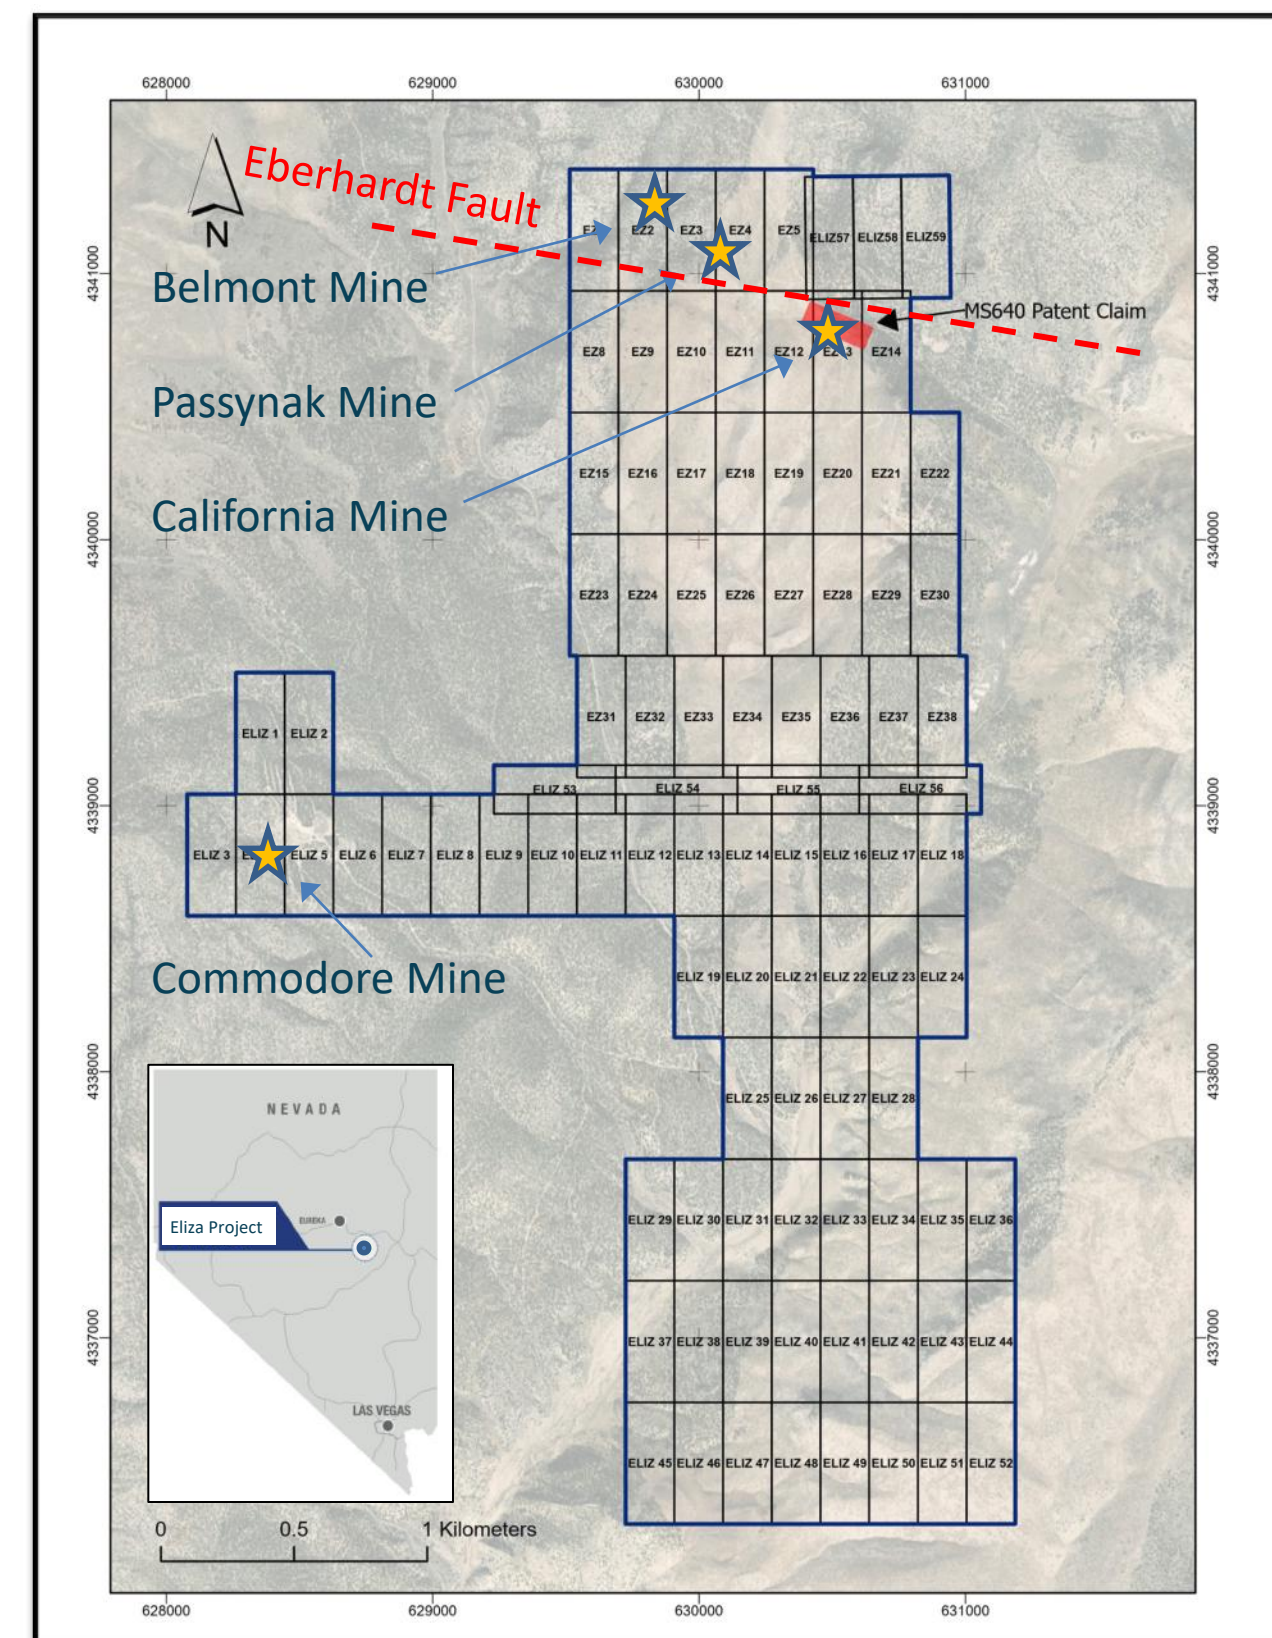 628000 629000 630000 631000
Eberhardt Fault
N
EZ2 EZ3 EZ4 EZ5 ELIZ57 ELIZ58 ELIZ59
4341000 4341000
Belmont Mine
MS640 Patent Claim
EZ8 EZ9 EZ10 EZ11 EZ12 EZ14
Passynak Mine
EZ15 EZ16 EZ17 EZ18 EZ19 EZ20 EZ21 EZ22
California Mine
4340000 4340000
EZ23 EZ24 EZ25 EZ26 EZ27 EZ28 EZ29 EZ30
EZ31 EZ32 EZ33 EZ34 EZ35 EZ36 EZ37 EZ38
ELIZ 1 ELIZ 2
ELIZ 53 ELIZ 54 ELIZ 55 ELIZ 56
4339000 4339000
ELIZ 3 ELIZ 5 ELIZ 6 ELIZ 7 ELIZ 8 ELIZ 9 ELIZ 10 ELIZ 11 ELIZ 12 ELIZ 13 ELIZ 14 ELIZ 15 ELIZ 16 ELIZ 17 ELIZ 18
Commodore Mine
ELIZ 19 ELIZ 20 ELIZ 21 ELIZ 22 ELIZ 23 ELIZ 24
4338000 4338000
ELIZ 25 ELIZ 26 ELIZ 27 ELIZ 28
NEVADA
EUREKA
Eliza Project
LAS VEGAS
ELIZ 29 ELIZ 30 ELIZ 31 ELIZ 32 ELIZ 33 ELIZ 34 ELIZ 35 ELIZ 36
4337000 4337000
ELIZ 37 ELIZ 38 ELIZ 39 ELIZ 40 ELIZ 41 ELIZ 42 ELIZ 43 ELIZ 44
ELIZ 45 ELIZ 46 ELIZ 47 ELIZ 48 ELIZ 49 ELIZ 50 ELIZ 51 ELIZ 52
0 0.5 1 Kilometers
628000 629000 630000 631000